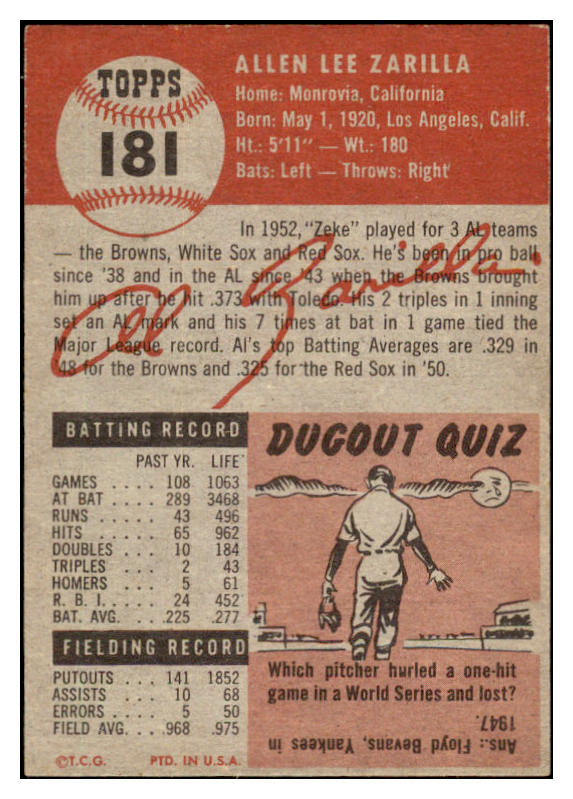 TOPPS
181
ALLEN LEE ZARILLA
Home: Monrovia, California
Born: May 1, 1920, Los Angeles, Calif.
Ht.: 5'11" — Wt.: 180
Bats: Left — Throws: Right
In 1952, "Zeke" played for 3 AL teams
— the Browns, White Sox and Red Sox. He's been in pro ball
since '38 and in the AL since '43 when the Browns brought
him up after he hit .373 with Toledo. His 2 triples in 1 inning
set an AL mark and his 7 times at bat in 1 game tied the
Major League record. Al's top Batting Averages are .329 in
'48 for the Browns and .325 for the Red Sox in '50.
Al Zarilla
BATTING RECORD
PAST YR. LIFE
GAMES .... 108 1063
AT BAT .... 289 3468
RUNS ..... 43 496
HITS ..... 65 962
DOUBLES ... 10 184
TRIPLES .... 2 43
HOMERS .... 5 61
R. B. I. .... 24 452
BAT. AVG. ... .225 .277
FIELDING RECORD
PUTOUTS ... 141 1852
ASSISTS .... 10 68
ERRORS .... 5 50
FIELD AVG. ... .968 .975
©T.C.G. PTD. IN U.S.A.
DUGOUT QUIZ
Which pitcher hurled a one-hit
game in a World Series and lost?
Ans.: Floyd Bevans, Yankees in
1947.